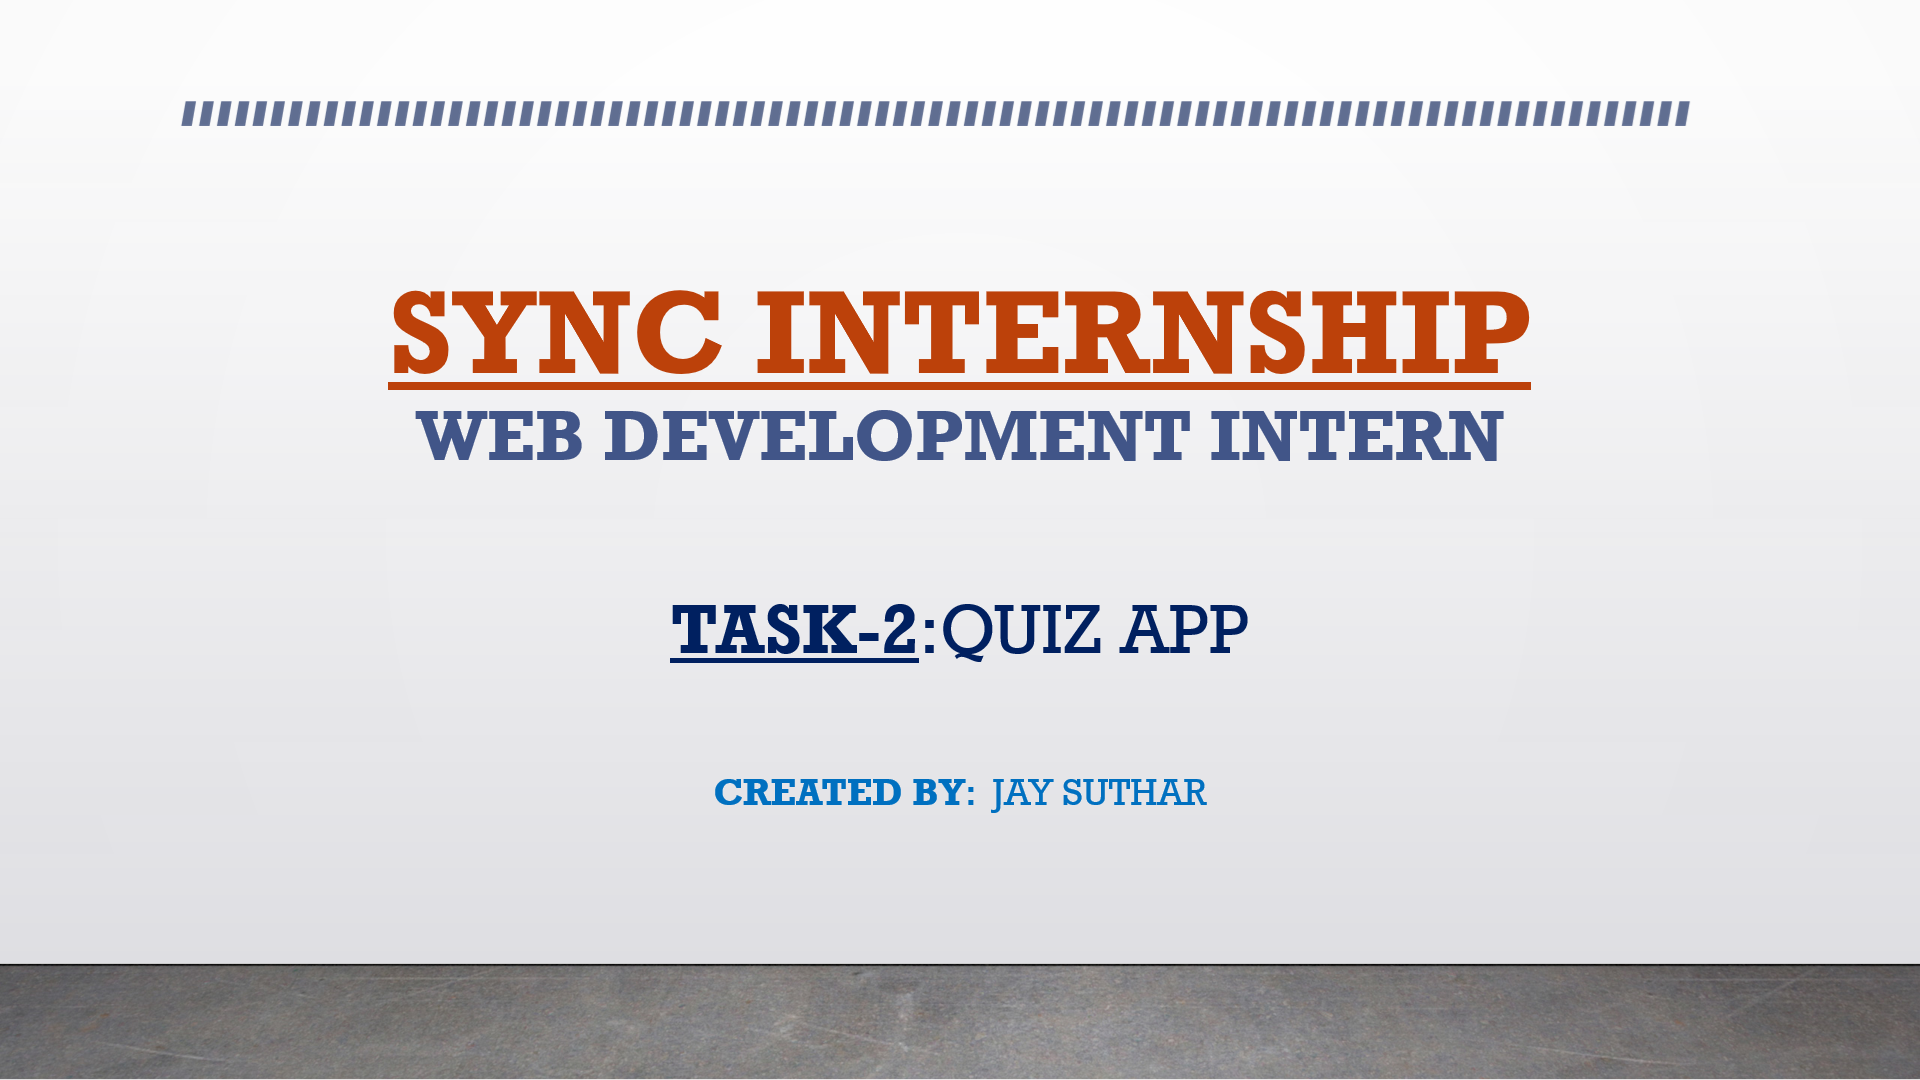 SYNC INTERNSHIP
WEB DEVELOPMENT INTERN
TASK-2:QUIZ APP
CREATED BY: JAY SUTHAR